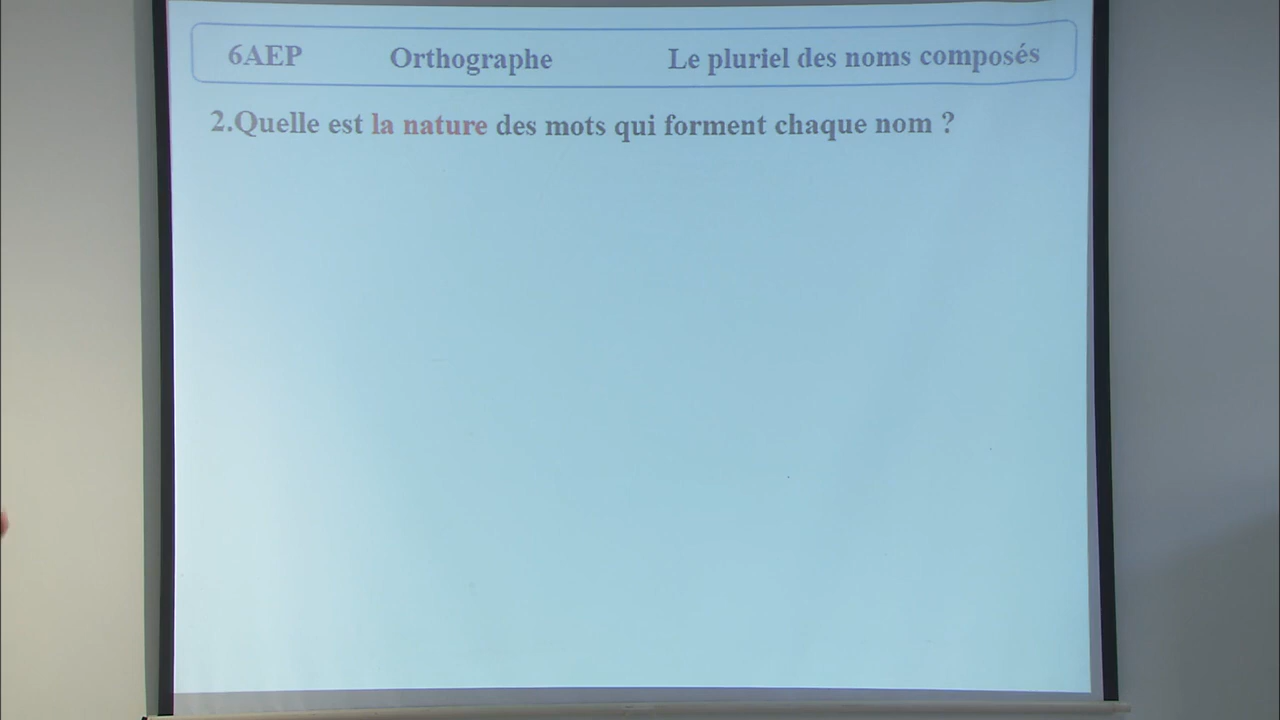 6AEP Orthographe Le pluriel des noms composés
2.Quelle est la nature des mots qui forment chaque nom ?